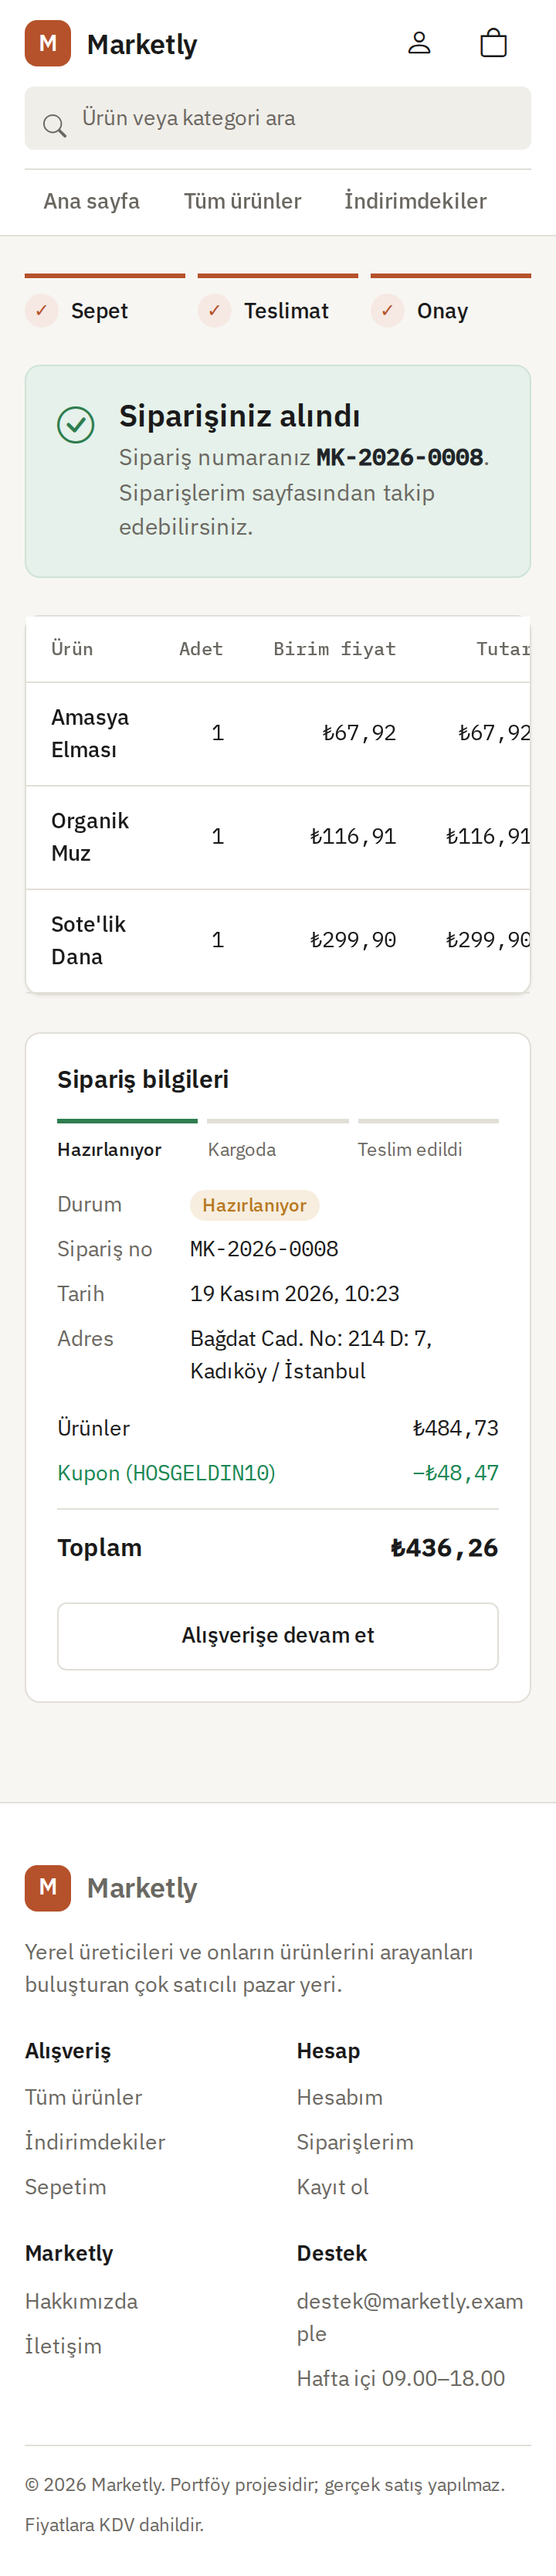 M Marketly
Ürün veya kategori ara
Ana sayfa Tüm ürünler İndirimdekiler
✓ Sepet ✓ Teslimat ✓ Onay
Siparişiniz alındı
Sipariş numaranız MK-2026-0008.
Siparişlerim sayfasından takip
edebilirsiniz.
Ürün Adet Birim fiyat Tutar
Amasya
Elması 1 ₺67,92 ₺67,92
Organik
Muz 1 ₺116,91 ₺116,91
Sote'lik
Dana 1 ₺299,90 ₺299,90
Sipariş bilgileri
Hazırlanıyor Kargoda Teslim edildi
Durum Hazırlanıyor
Sipariş no MK-2026-0008
Tarih 19 Kasım 2026, 10:23
Adres Bağdat Cad. No: 214 D: 7,
Kadıköy / İstanbul
Ürünler ₺484,73
Kupon (HOSGELDIN10) −₺48,47
Toplam ₺436,26
Alışverişe devam et
M Marketly
Yerel üreticileri ve onların ürünlerini arayanları
buluşturan çok satıcılı pazar yeri.
Alışveriş Hesap
Tüm ürünler Hesabım
İndirimdekiler Siparişlerim
Sepetim Kayıt ol
Marketly Destek
Hakkımızda destek@marketly.exam
ple
İletişim
Hafta içi 09.00–18.00
© 2026 Marketly. Portföy projesidir; gerçek satış yapılmaz.
Fiyatlara KDV dahildir.